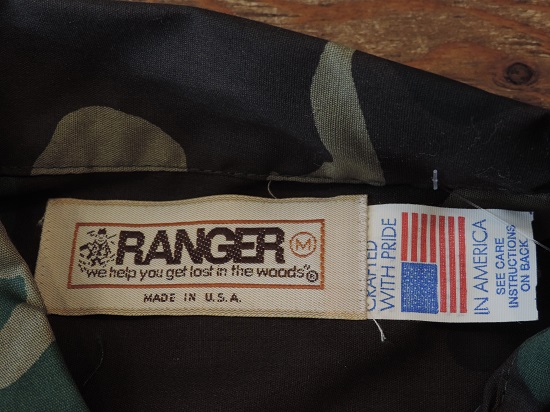 RANGER M
"we help you get lost in the woods" ®
MADE IN U.S.A.
CRAFTED
WITH PRIDE
IN AMERICA
SEE CARE
INSTRUCTIONS
ON BACK